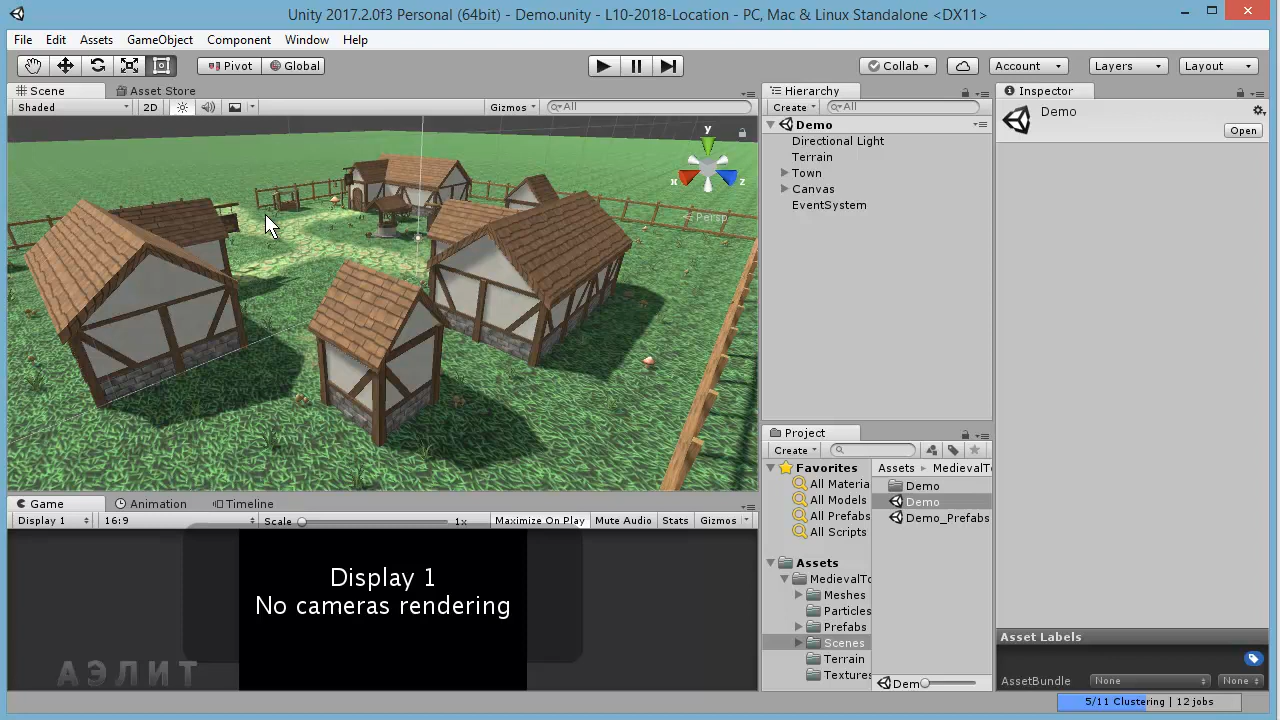 Unity 2017.2.0f3 Personal (64bit) - Demo.unity - L10-2018-Location - PC, Mac & Linux Standalone <DX11>
File Edit Assets GameObject Component Window Help
Pivot Global Collab Account Layers Layout
Scene Asset Store
Shaded 2D Gizmos All
y
x z
Persp
Hierarchy
Create All
Demo
Directional Light
Terrain
Town
Canvas
EventSystem
Inspector
Demo
Open
Game Animation Timeline
Display 1 16:9 Scale 1x Maximize On Play Mute Audio Stats Gizmos
Display 1
No cameras rendering
АЭЛИТ
Project
Create
Favorites
All Materia
All Models
All Prefabs
All Scripts
Assets
MedievalTo
Meshes
Particles
Prefabs
Scenes
Terrain
Textures
Assets MedievalTo
Demo
Demo
Demo_Prefabs
Dem
Asset Labels
AssetBundle None None
5/11 Clustering | 12 jobs